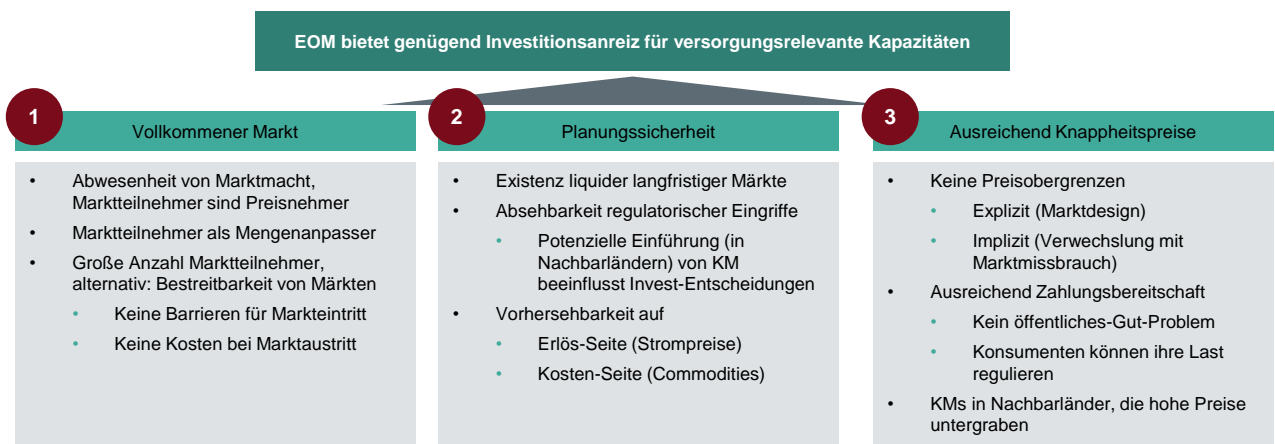 EOM bietet genügend Investitionsanreiz für versorgungsrelevante Kapazitäten
1
Vollkommener Markt
• Abwesenheit von Marktmacht,
Marktteilnehmer sind Preisnehmer
• Marktteilnehmer als Mengenanpasser
• Große Anzahl Marktteilnehmer,
alternativ: Bestreitbarkeit von Märkten
• Keine Barrieren für Markteintritt
• Keine Kosten bei Marktaustritt
2
Planungssicherheit
• Existenz liquider langfristiger Märkte
• Absehbarkeit regulatorischer Eingriffe
• Potenzielle Einführung (in
Nachbarländern) von KM
beeinflusst Invest-Entscheidungen
• Vorhersehbarkeit auf
• Erlös-Seite (Strompreise)
• Kosten-Seite (Commodities)
3
Ausreichend Knappheitspreise
• Keine Preisobergrenzen
• Explizit (Marktdesign)
• Implizit (Verwechslung mit
Marktmissbrauch)
• Ausreichend Zahlungsbereitschaft
• Kein öffentliches-Gut-Problem
• Konsumenten können ihre Last
regulieren
• KMs in Nachbarländer, die hohe Preise
untergraben